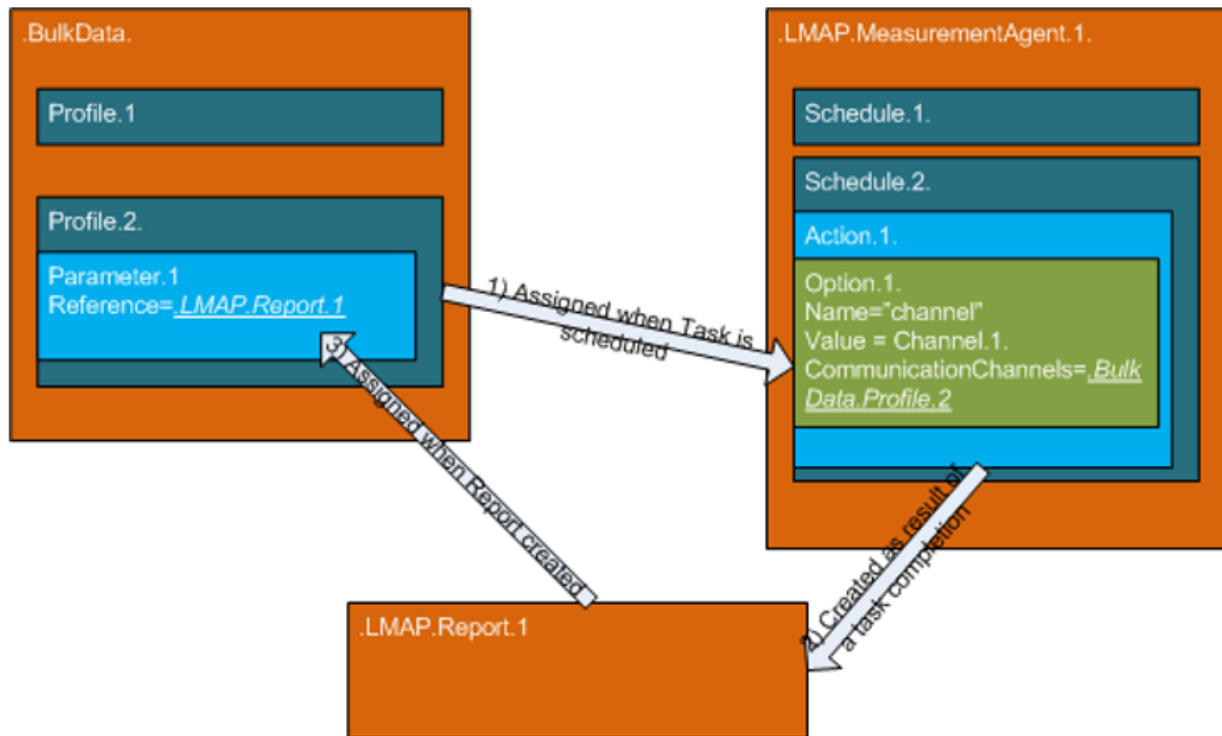 .BulkData.
Profile.1
Profile.2.
Parameter.1
Reference=.LMAP.Report.1
1) Assigned when Task is
scheduled
.LMAP.MeasurementAgent.1.
Schedule.1.
Schedule.2.
Action.1.
Option.1.
Name="channel"
Value = Channel.1.
CommunicationChannels=.Bulk
Data.Profile.2
2) Created as result of
a task completion
3) Assigned when Report created
.LMAP.Report.1